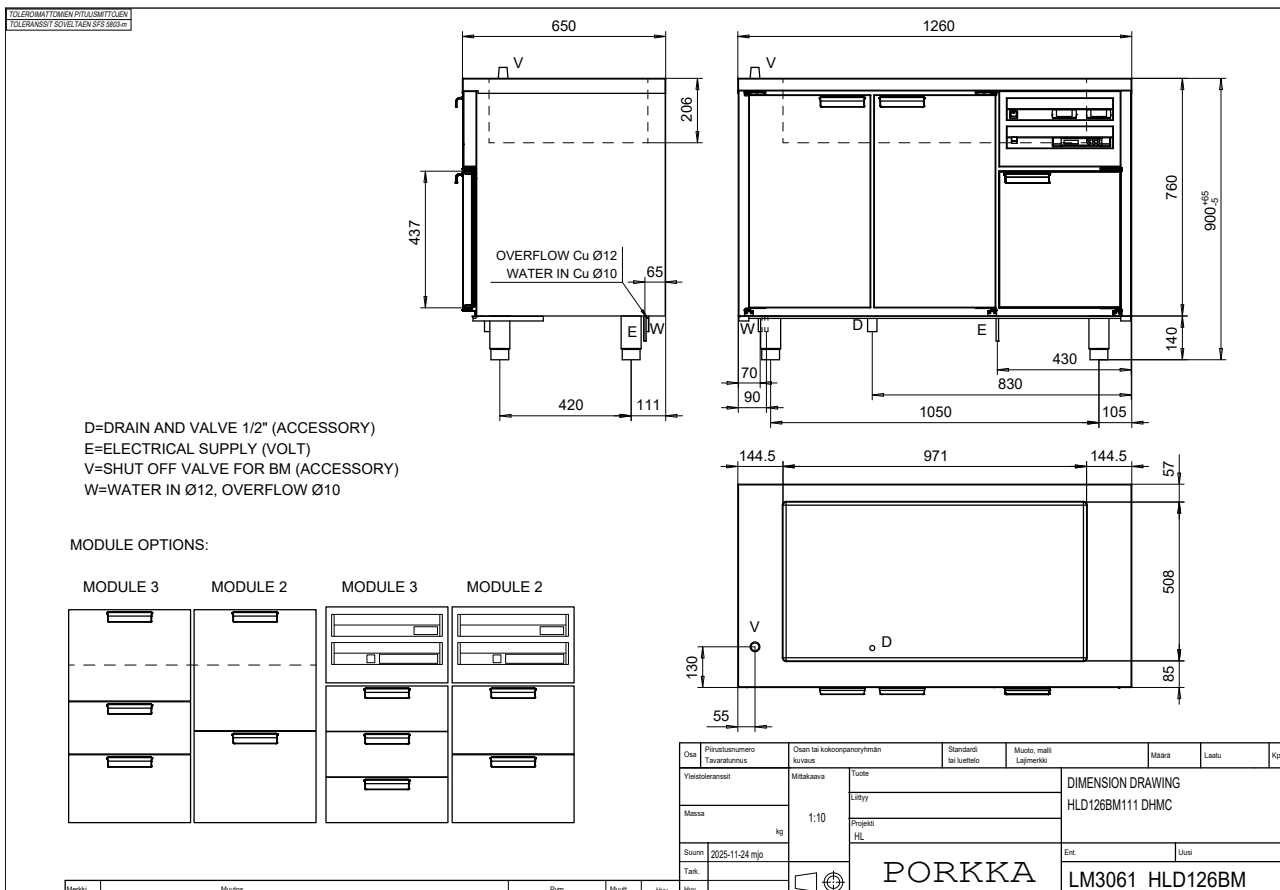 TOLEROIMATTOMIEN PITUUSMITTOJEN
TOLERANSSIT SOVELTAEN SFS 5803-m
650
1260
V
V
206
760
900 +65 -5
437
OVERFLOW Cu Ø12
WATER IN Cu Ø10
65
E
W
W
D
E
140
430
70
830
90
420
111
1050
105
D=DRAIN AND VALVE 1/2" (ACCESSORY)
E=ELECTRICAL SUPPLY (VOLT)
V=SHUT OFF VALVE FOR BM (ACCESSORY)
W=WATER IN Ø12, OVERFLOW Ø10
144.5
971
144.5
57
508
85
V
D
130
55
MODULE OPTIONS:
MODULE 3
MODULE 2
MODULE 3
MODULE 2
Osa
Piirustusnumero
Tavaratunnus
Osan tai kokoonpanoryhmän
kuvaus
Standardi
tai luettelo
Muoto, malli
Lajimerkki
Määrä
Laatu
Yleistoleranssit
Mittakaava
1:10
Tuote
Liittyy
Projekti
HL
Massa
kg
DIMENSION DRAWING
HLD126BM111 DHMC
Suunn
2025-11-24 mjo
Tark.
PORKKA
Ent.
Uusi
LM3061 HLD126BM
Merkki
Muutos
Pvm
Muutt
Hyv
Hyv